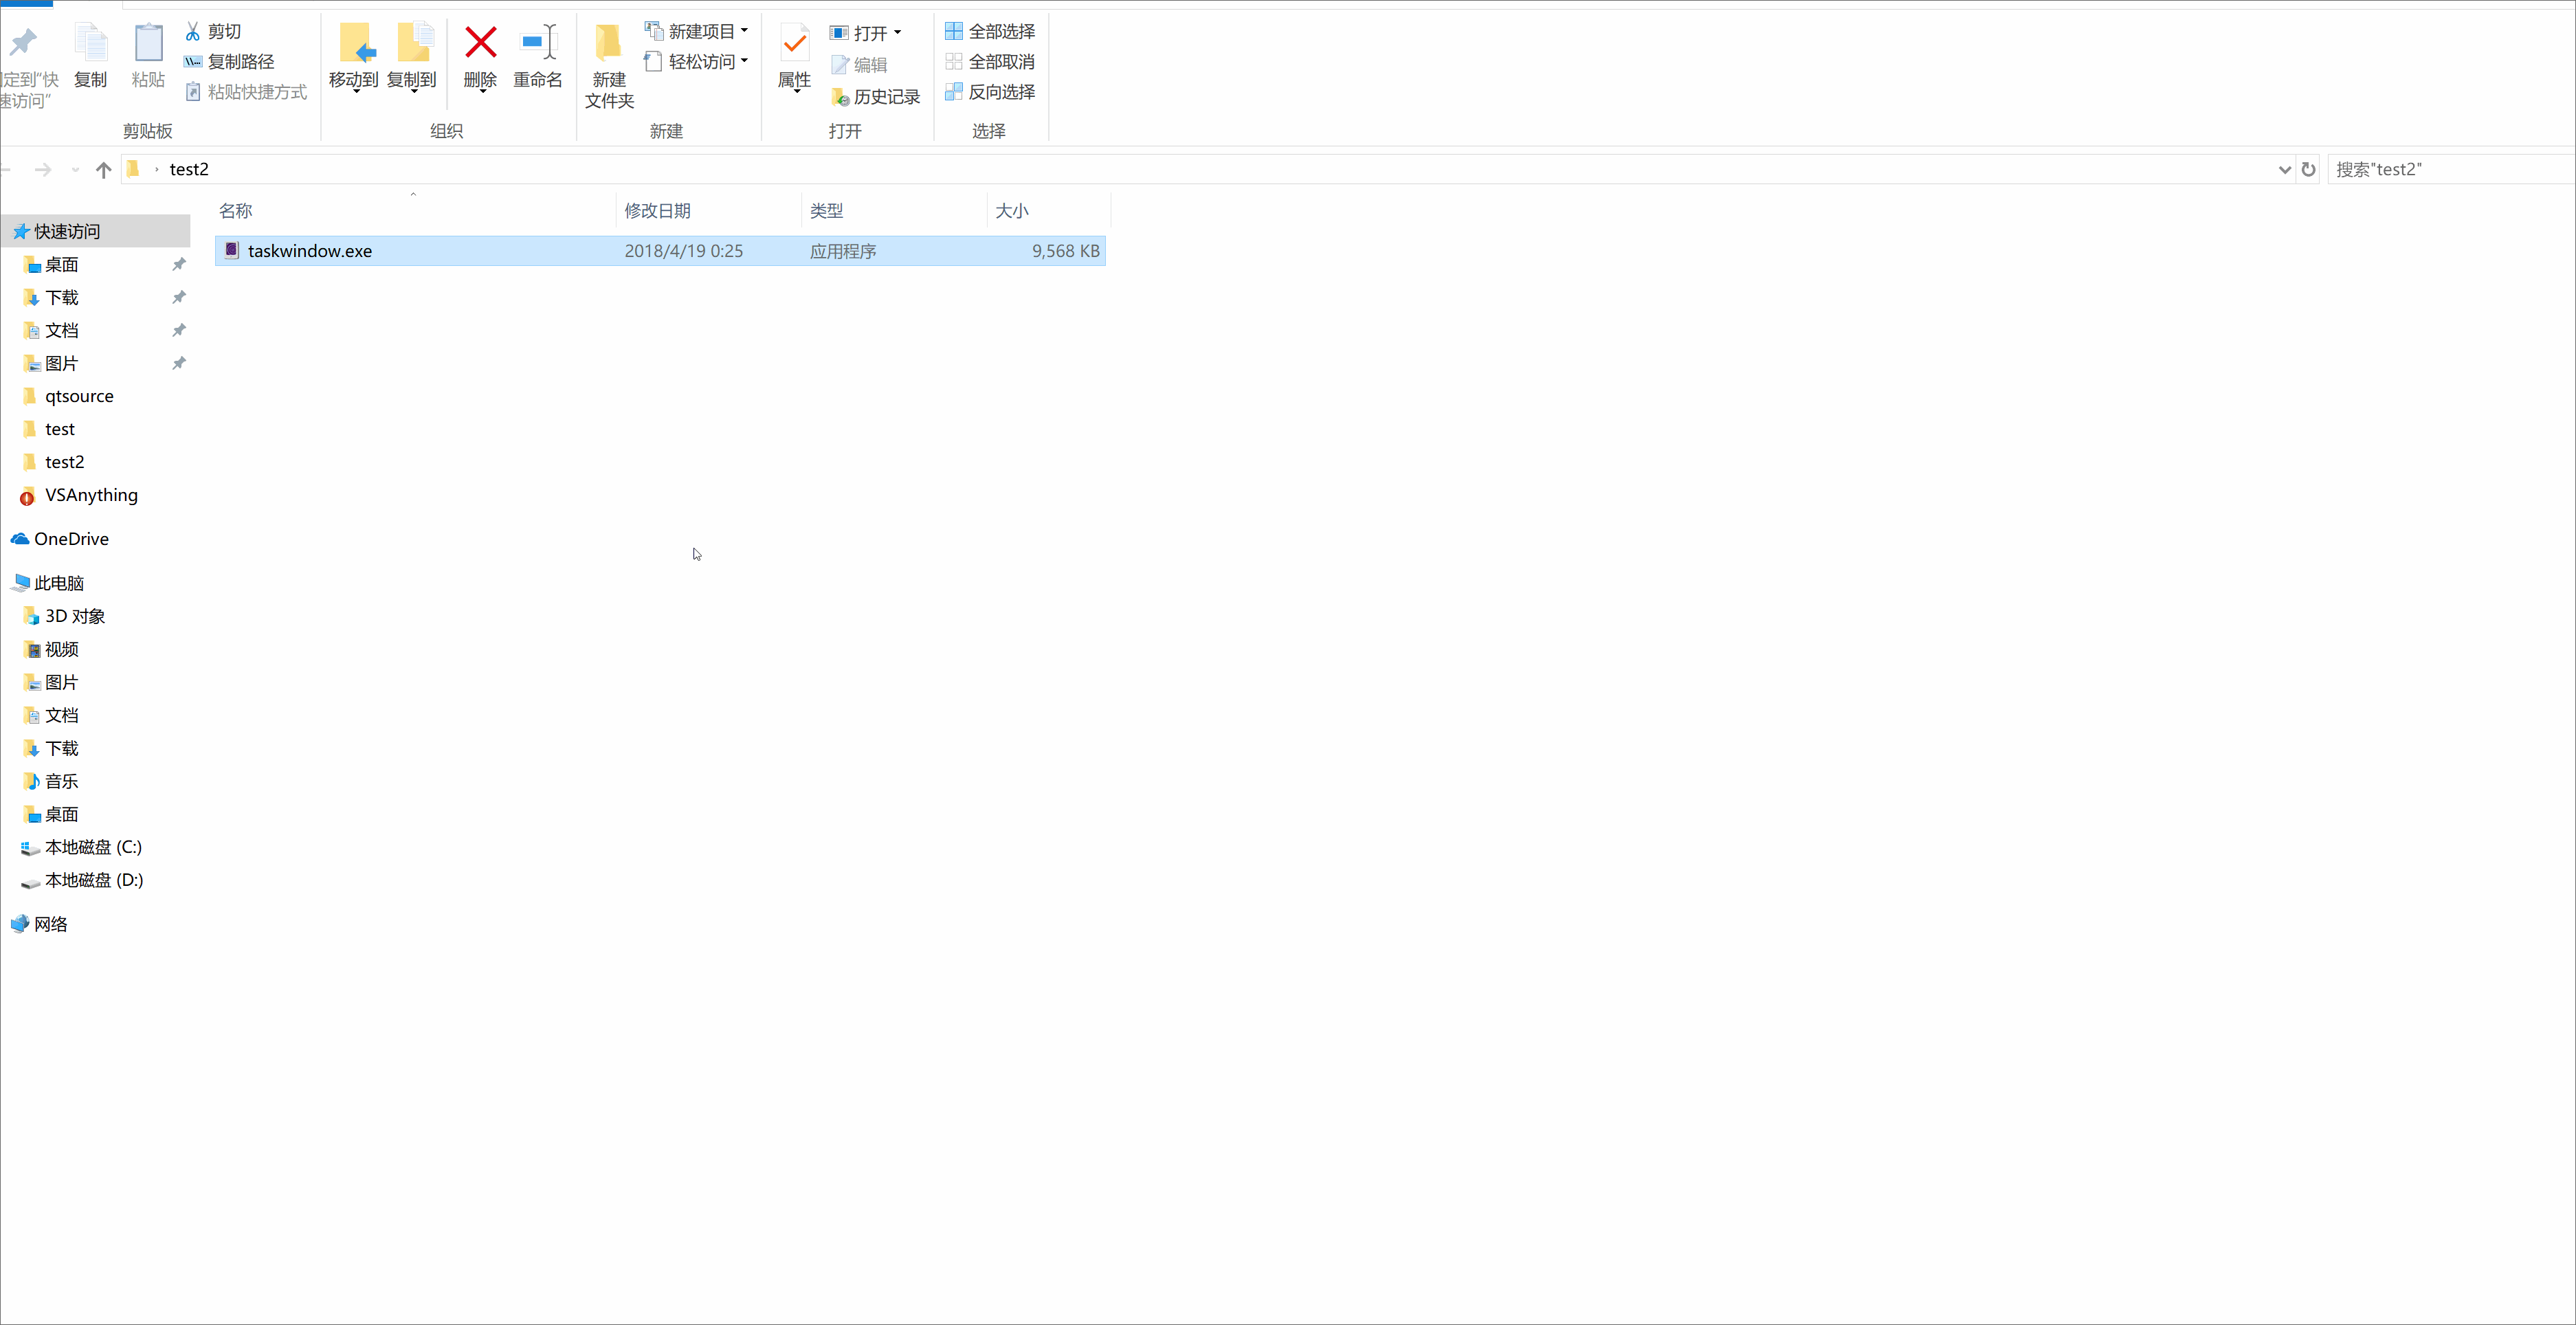 定到“快
速访问”
复制
粘贴
剪切
复制路径
粘贴快捷方式
剪贴板
移动到
复制到
删除
重命名
组织
新建
文件夹
新建项目
轻松访问
新建
属性
打开
编辑
历史记录
打开
全部选择
全部取消
反向选择
选择
test2
搜索"test2"
名称 修改日期 类型 大小
taskwindow.exe 2018/4/19 0:25 应用程序 9,568 KB
快速访问
桌面
下载
文档
图片
qtsource
test
test2
VSAnything
OneDrive
此电脑
3D 对象
视频
图片
文档
下载
音乐
桌面
本地磁盘 (C:)
本地磁盘 (D:)
网络